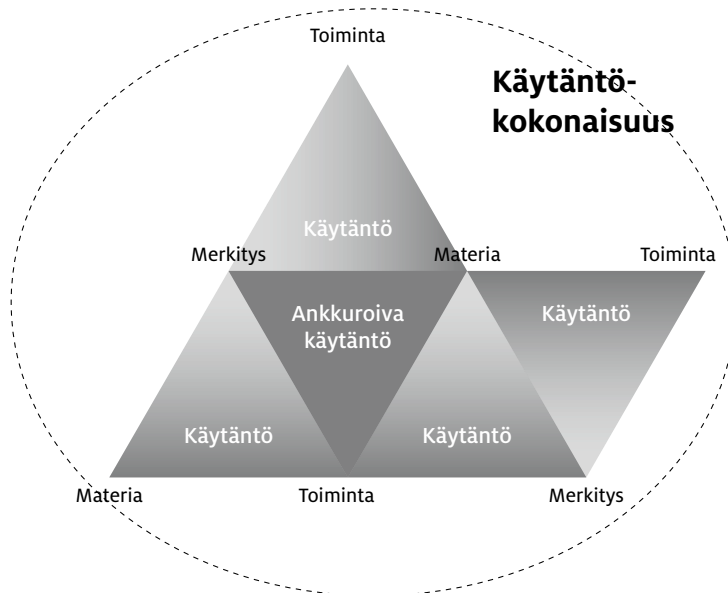 Toiminta
Käytäntö-
kokonaisuus
Käytäntö
Merkitys
Materia
Toiminta
Ankkuroiva
käytäntö
Käytäntö
Käytäntö
Käytäntö
Materia
Toiminta
Merkitys